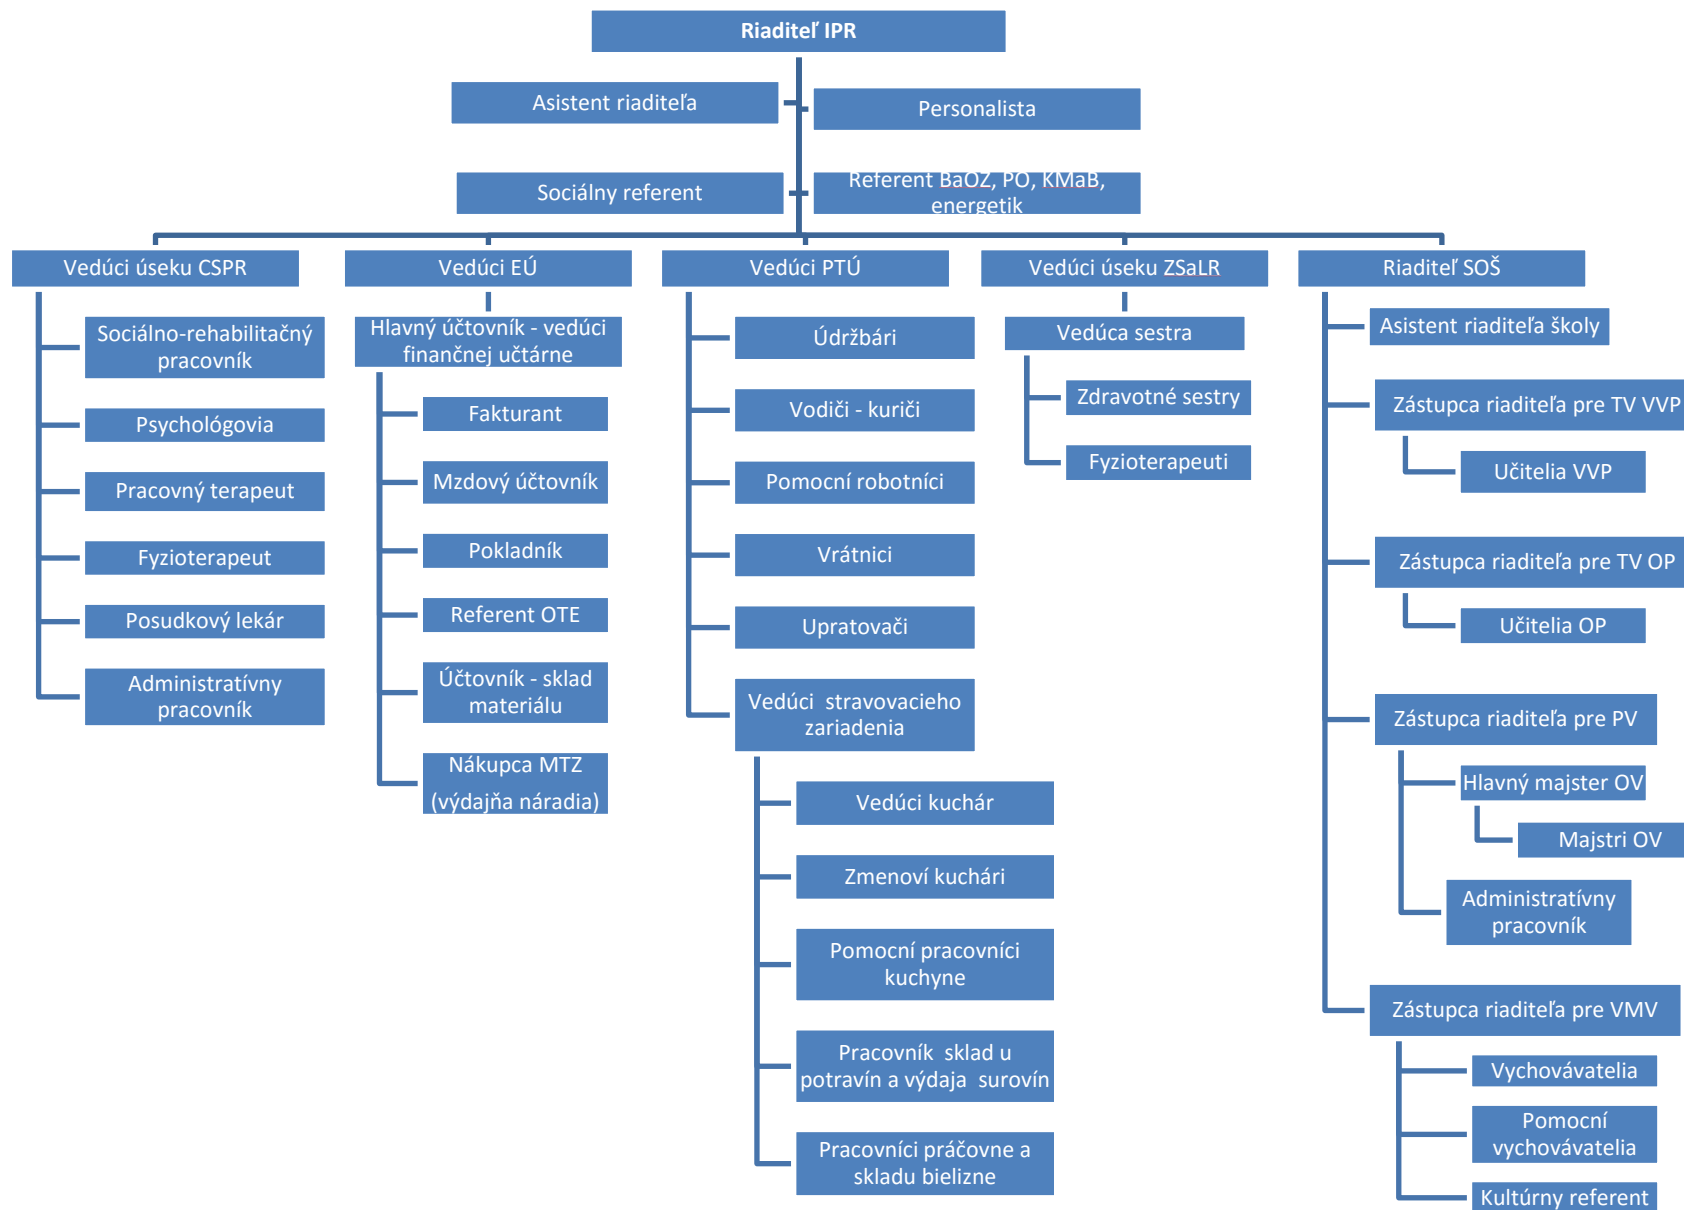 Riaditeľ IPR
Asistent riaditeľa
Personalista
Sociálny referent
Referent BaOZ, PO, KMaB,
energetik
Vedúci úseku CSPR
Vedúci EÚ
Vedúci PTÚ
Vedúci úseku ZSaLR
Riaditeľ SOŠ
Sociálno-rehabilitačný
pracovník
Psychológovia
Pracovný terapeut
Fyzioterapeut
Posudkový lekár
Administratívny
pracovník
Hlavný účtovník - vedúci
finančnej učtárne
Fakturant
Mzdový účtovník
Pokladník
Referent OTE
Účtovník - sklad
materiálu
Nákupca MTZ
(výdajňa náradia)
Údržbári
Vodiči - kuriči
Pomocní robotníci
Vrátnici
Upratovači
Vedúci stravovacieho
zariadenia
Vedúci kuchár
Zmenoví kuchári
Pomocní pracovníci
kuchyne
Pracovník sklad u
potravín a výdaja surovín
Pracovníci práčovne a
skladu bielizne
Vedúca sestra
Zdravotné sestry
Fyzioterapeuti
Asistent riaditeľa školy
Zástupca riaditeľa pre TV VVP
Učitelia VVP
Zástupca riaditeľa pre TV OP
Učitelia OP
Zástupca riaditeľa pre PV
Hlavný majster OV
Majstri OV
Administratívny
pracovník
Zástupca riaditeľa pre VMV
Vychovávatelia
Pomocní
vychovávatelia
Kultúrny referent